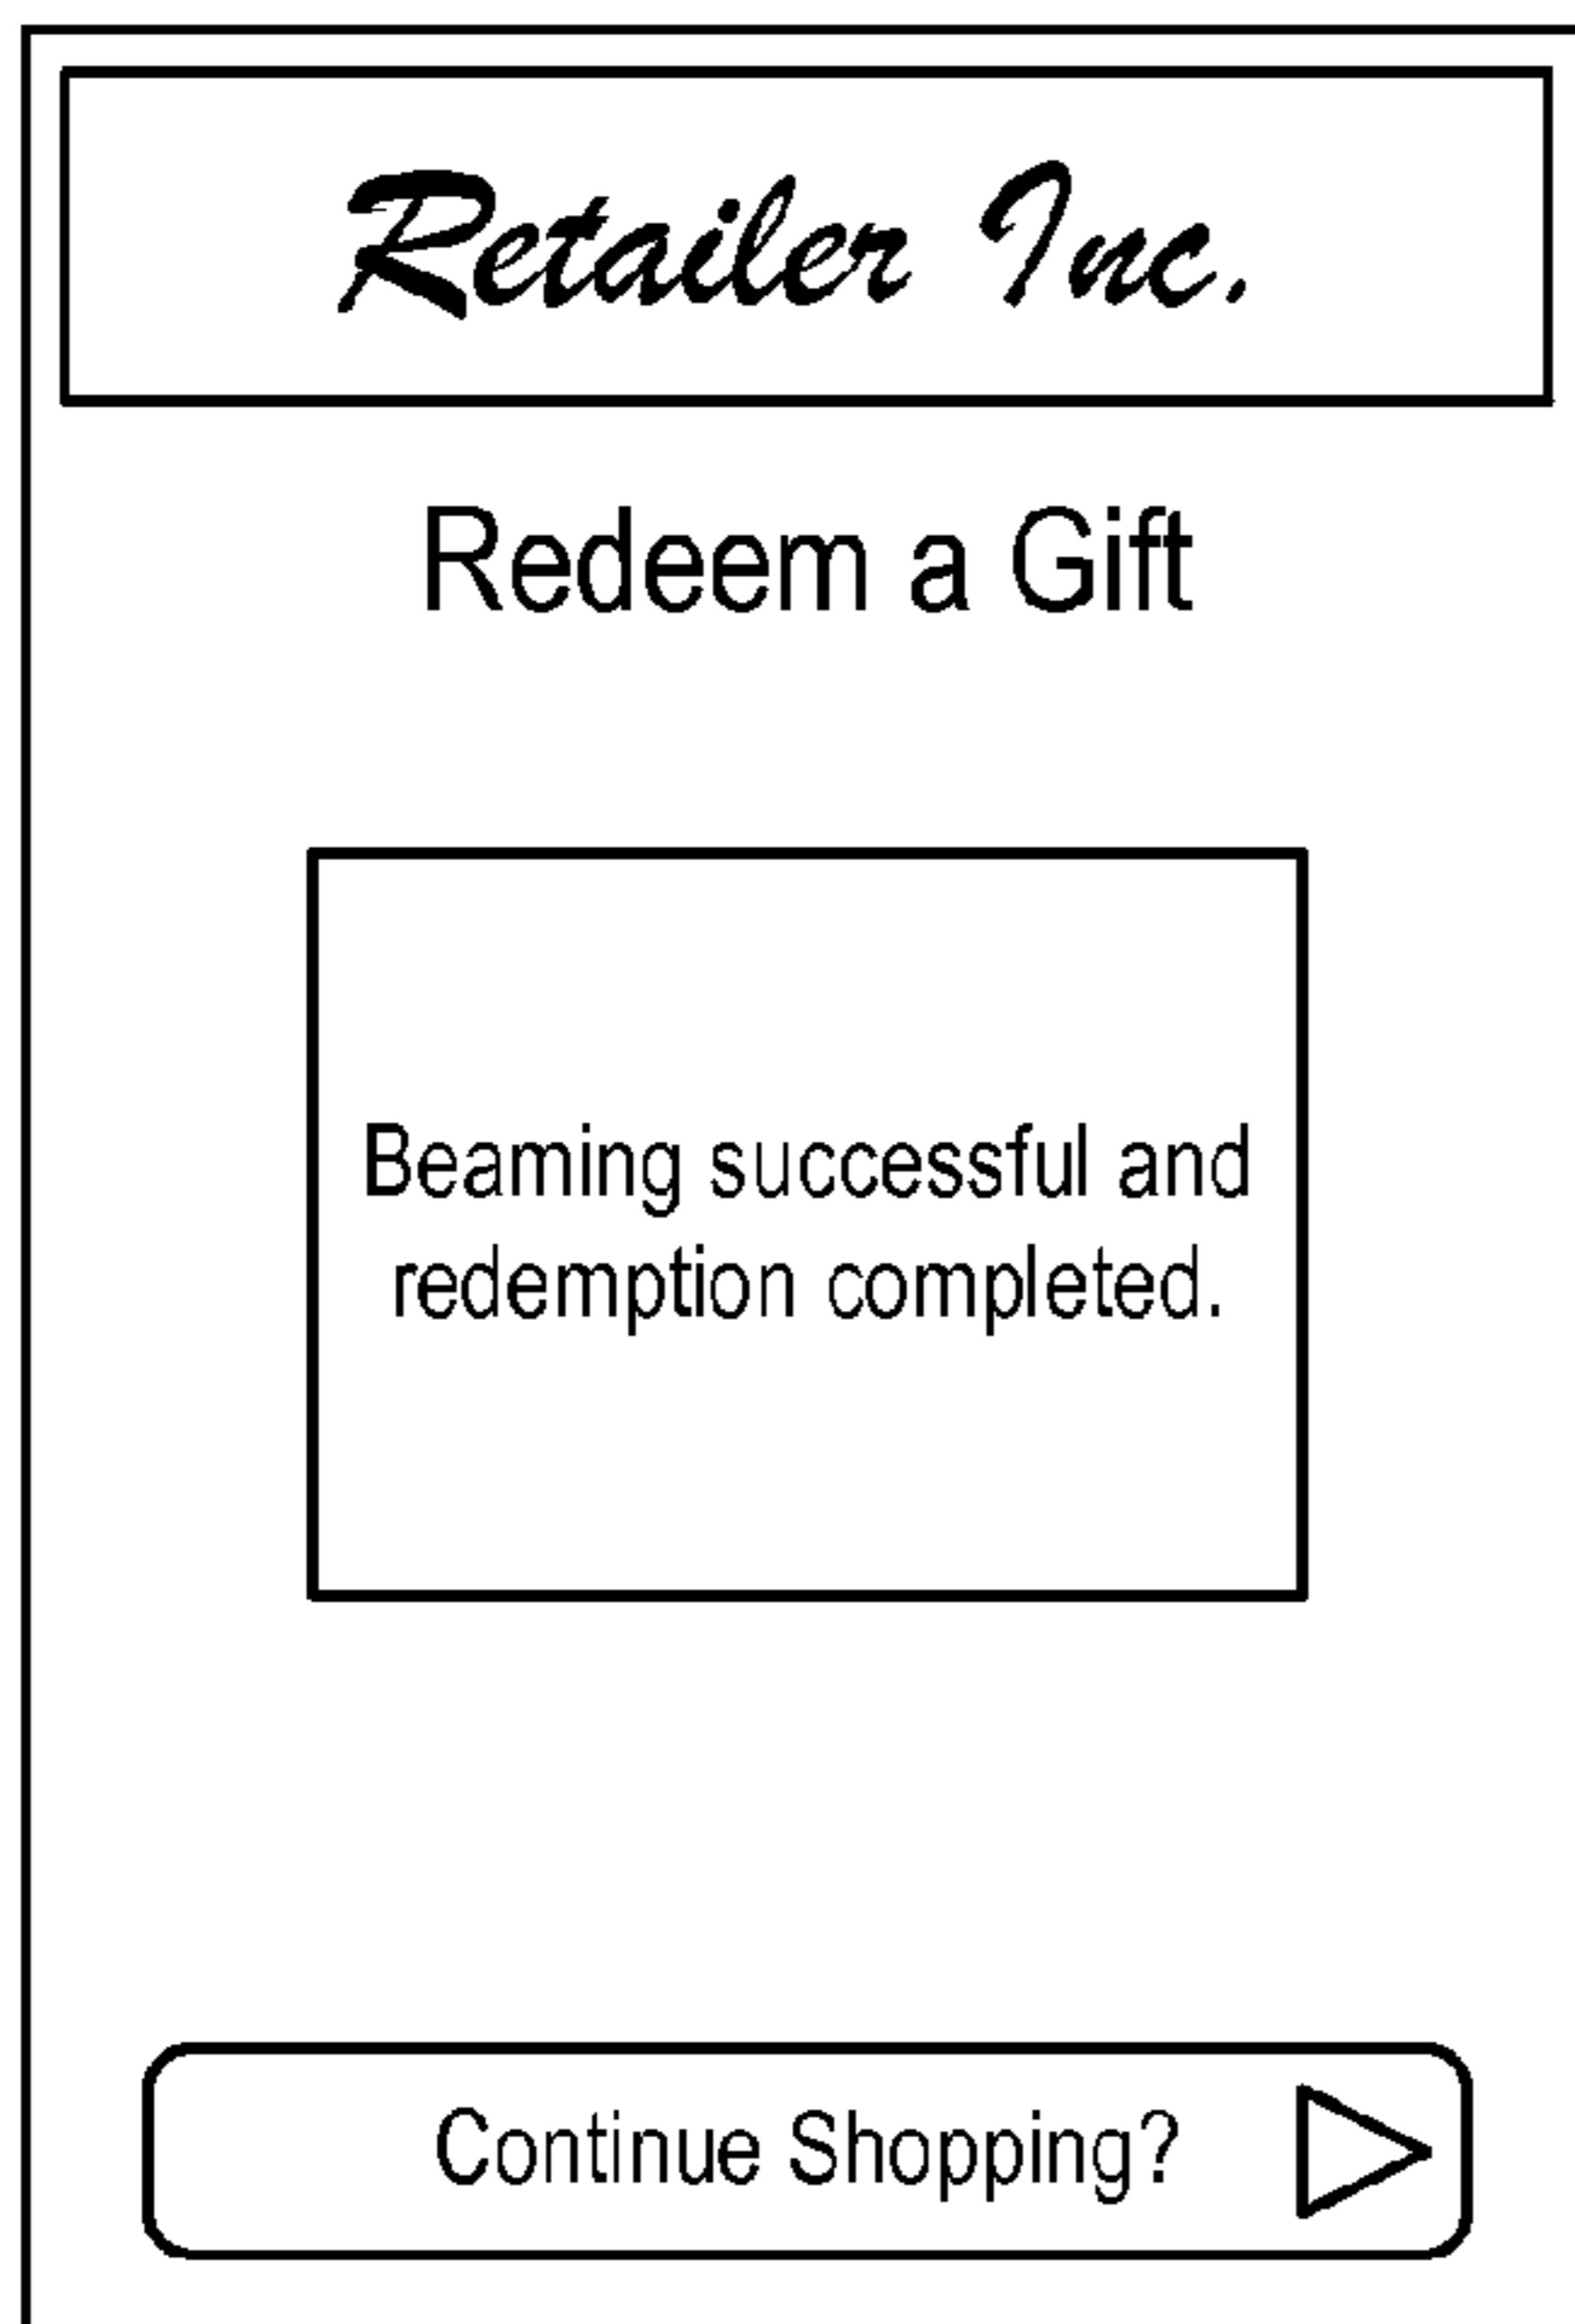 Retailer Inc.
Redeem a Gift
Beaming successful and
redemption completed.
Continue Shopping?